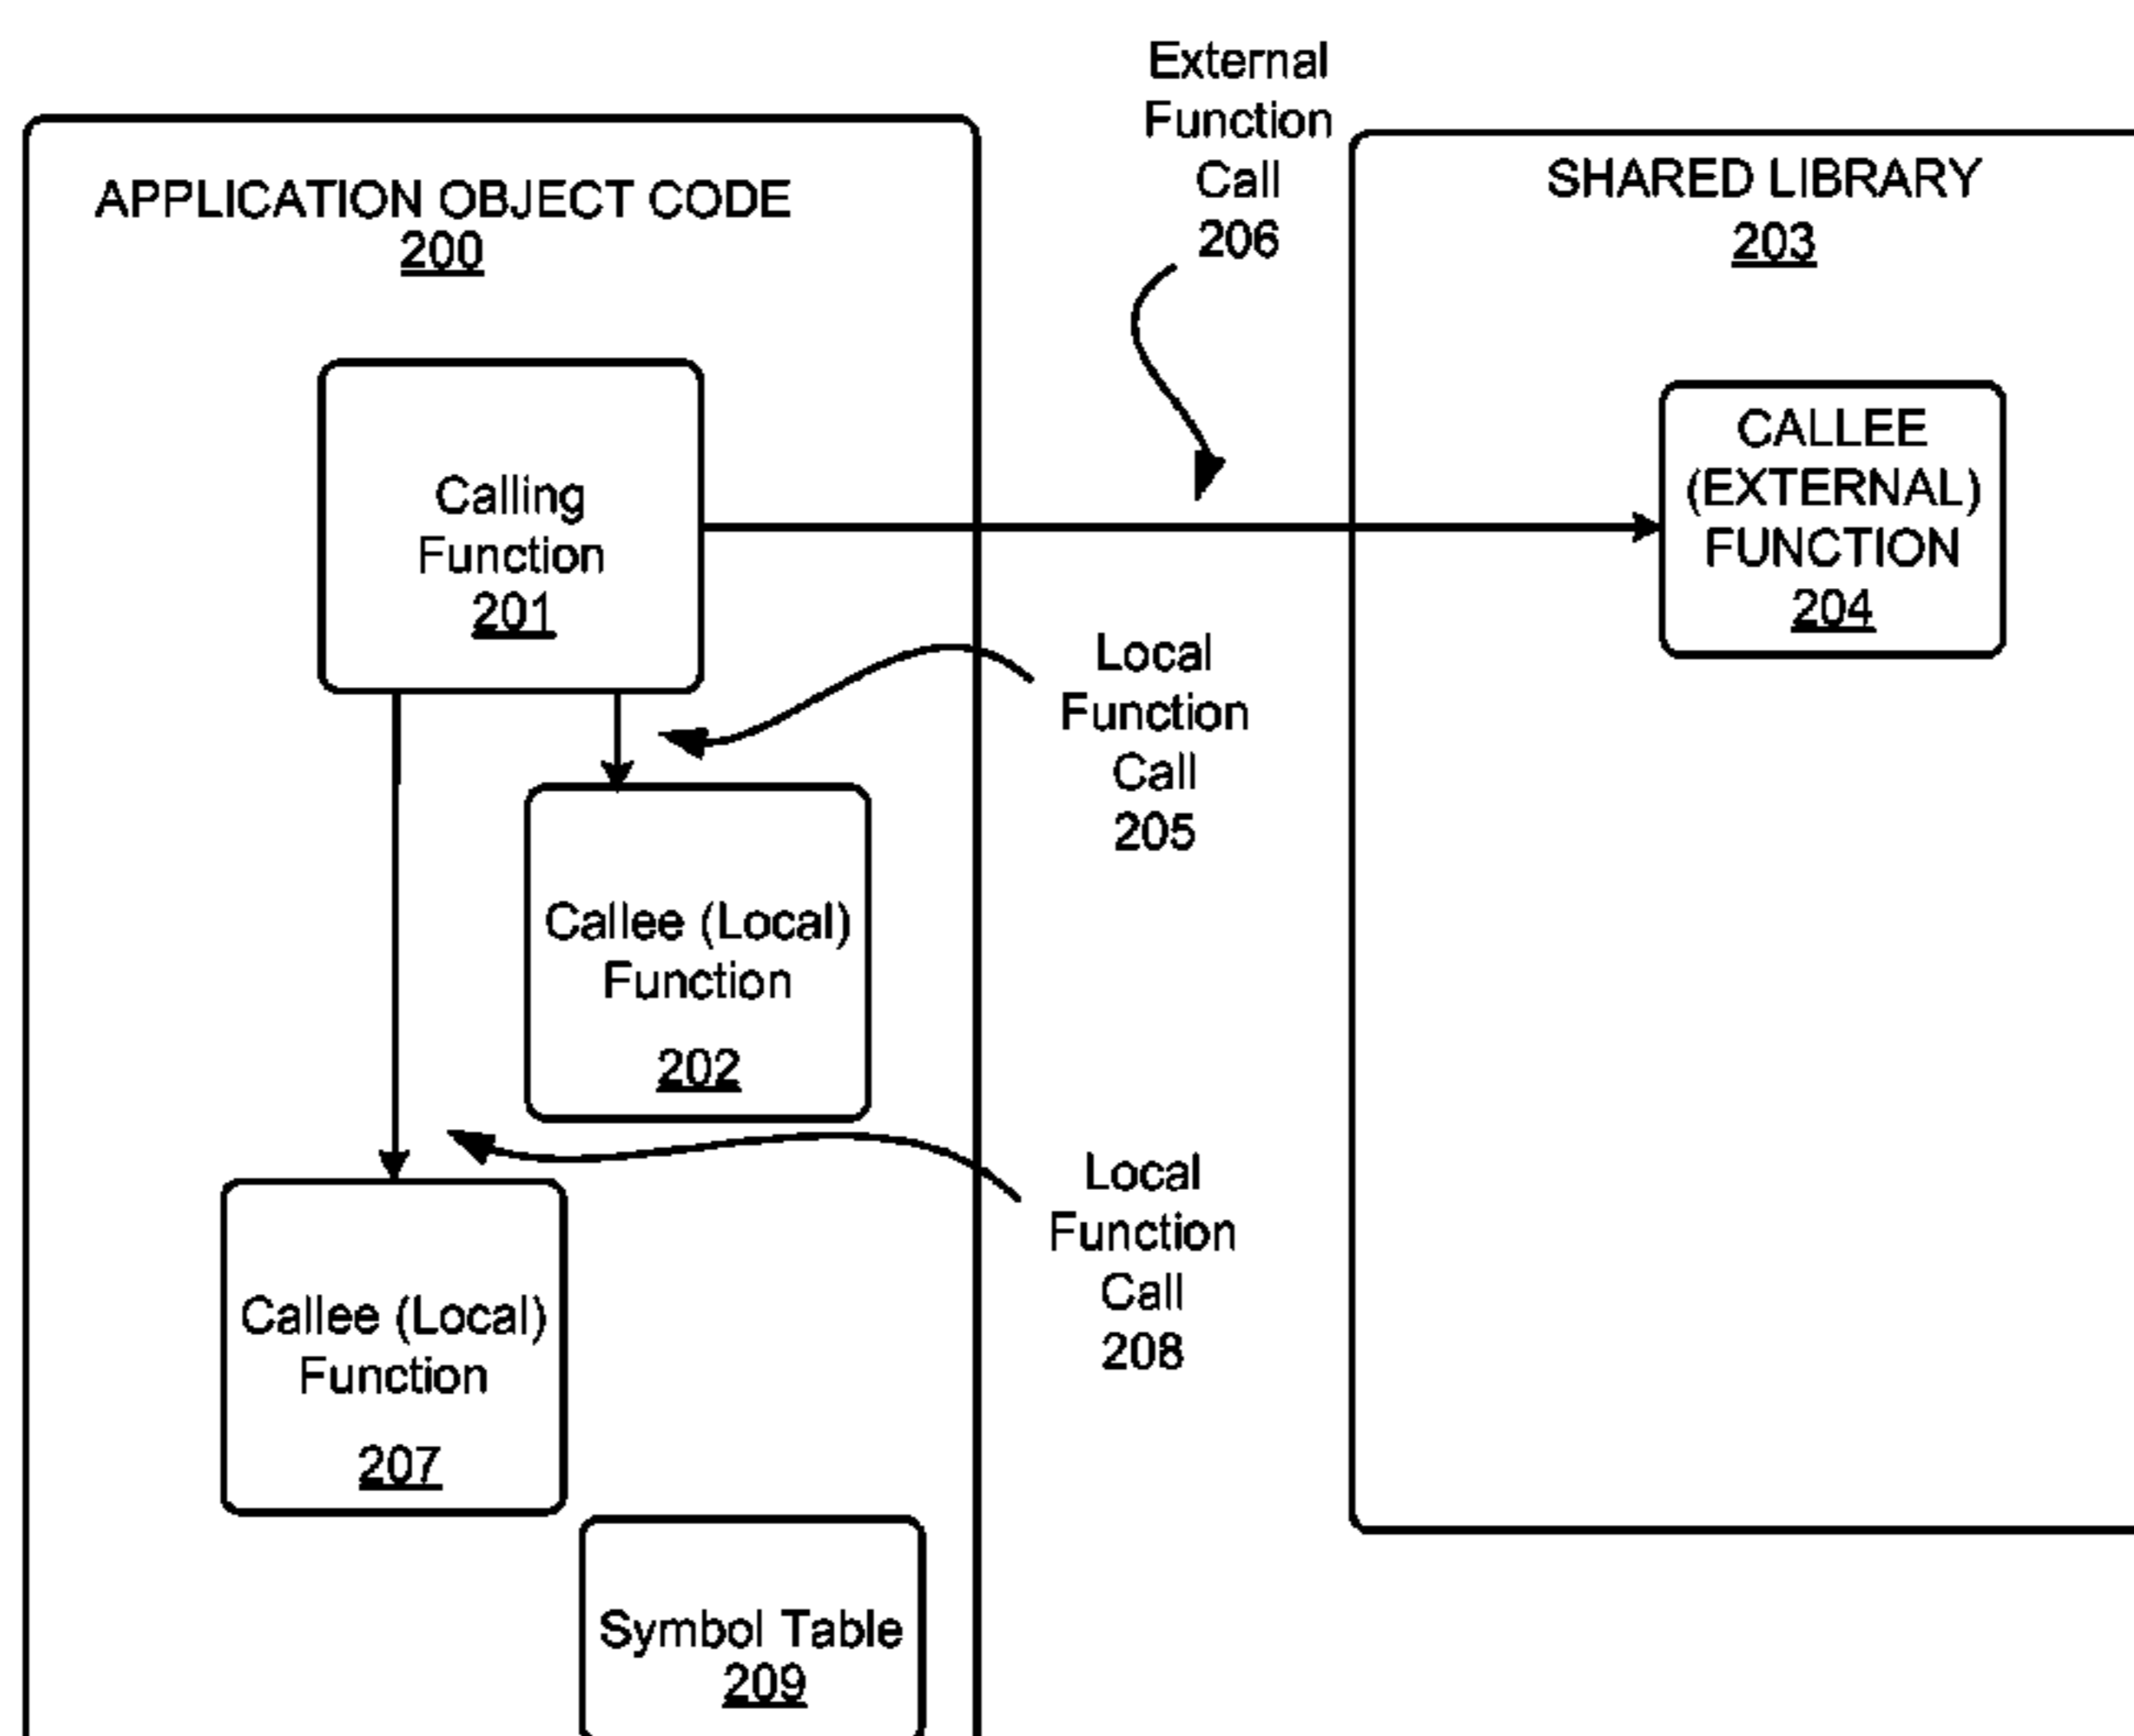 APPLICATION OBJECT CODE
200
External
Function
Call
206
SHARED LIBRARY
203
Calling
Function
201
CALLEE
(EXTERNAL)
FUNCTION
204
Local
Function
Call
205
Callee (Local)
Function
202
Local
Function
Call
208
Callee (Local)
Function
207
Symbol Table
209